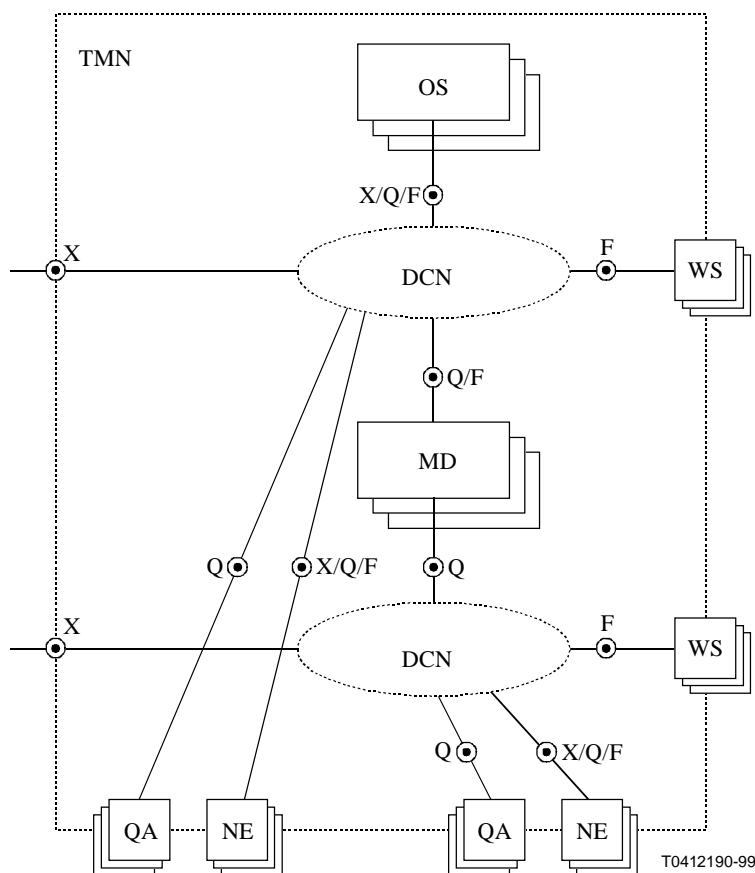 TMN
OS
X/Q/F
X
DCN
F
WS
Q/F
MD
Q
X/Q/F
Q
X
DCN
F
WS
Q
X/Q/F
QA
NE
QA
NE
T0412190-99